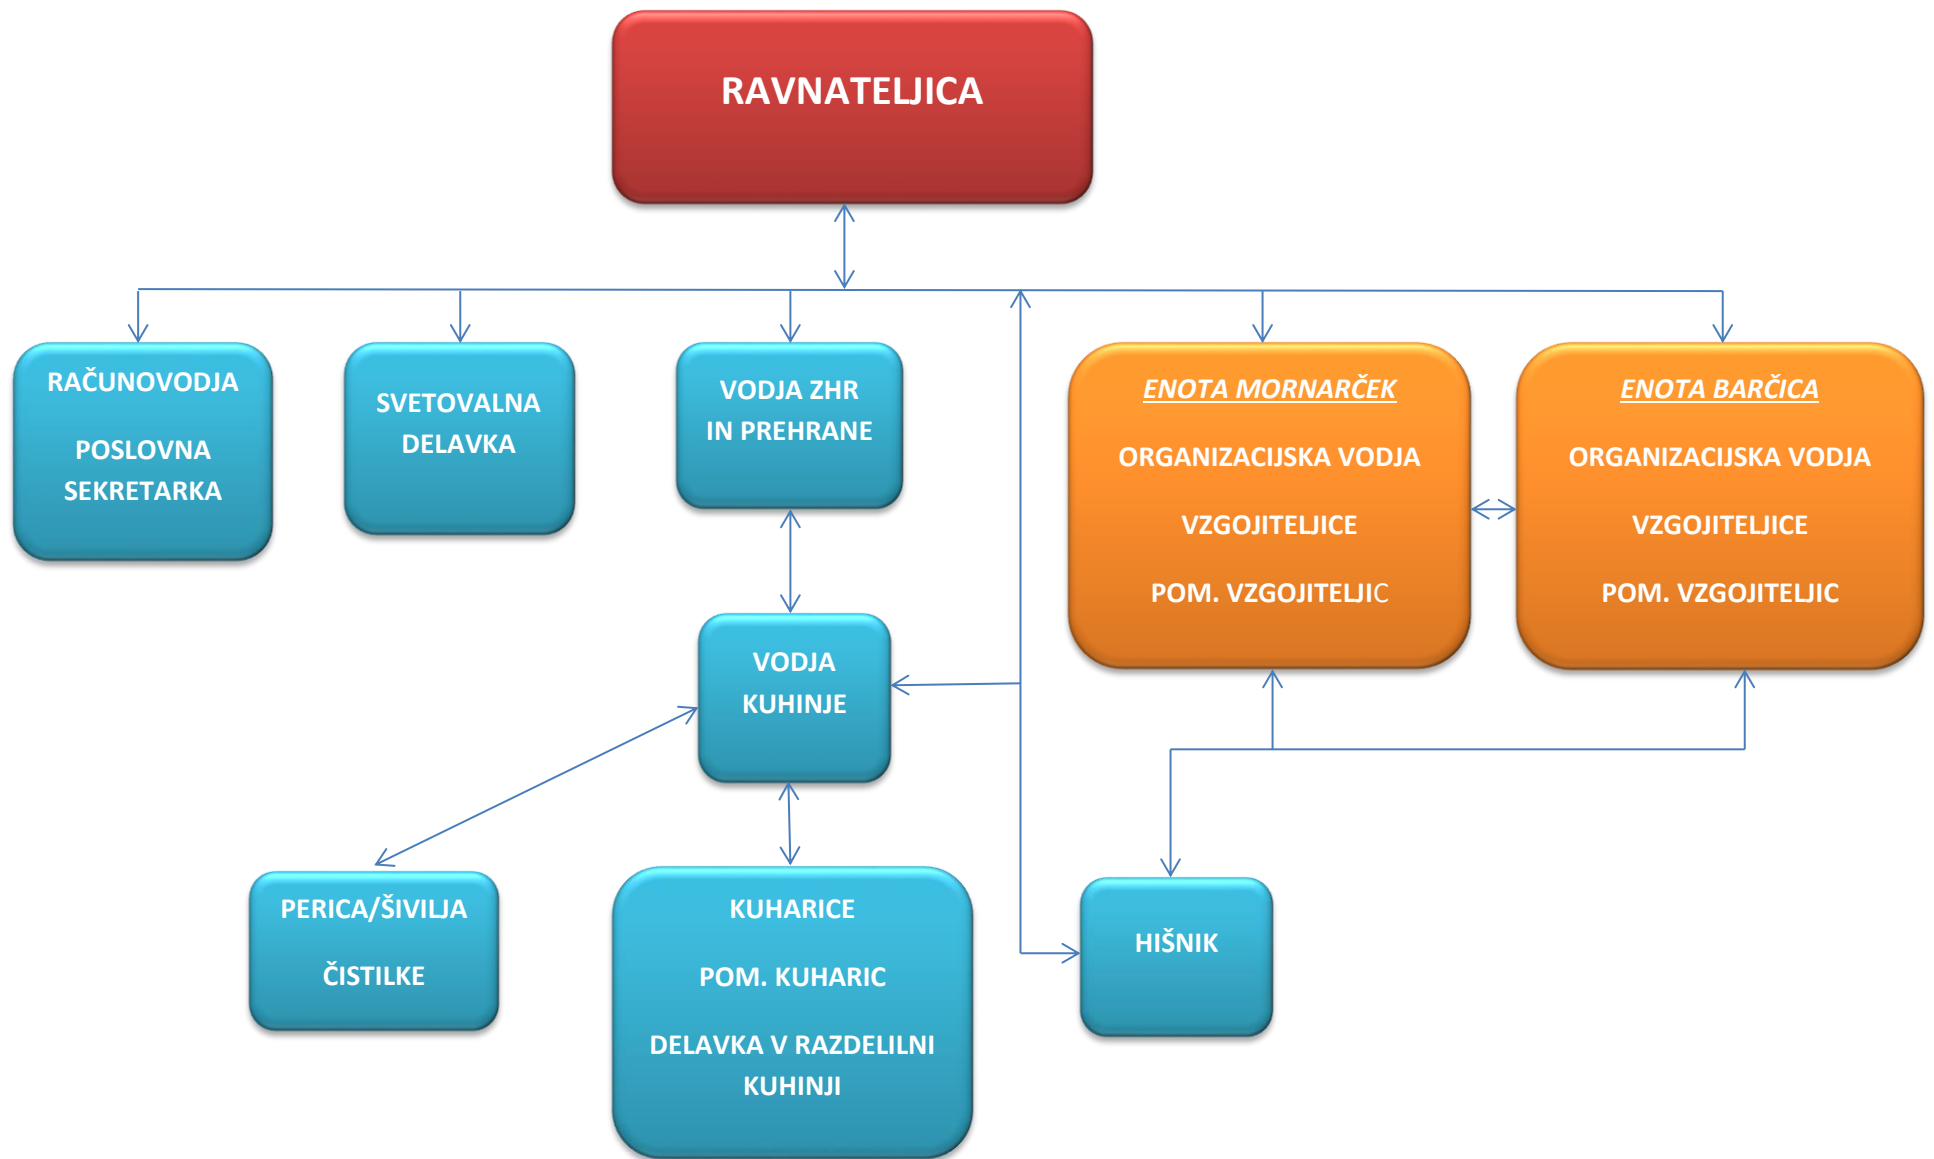 RAVNATELJICA
RAČUNOVODJA
POSLOVNA
SEKRETARKA
SVETOVALNA
DELAVKA
VODJA ZHR
IN PREHRANE
ENOTA MORNARČEK
ORGANIZACIJSKA VODJA
VZGOJITELJICE
POM. VZGOJITELJIC
ENOTA BARČICA
ORGANIZACIJSKA VODJA
VZGOJITELJICE
POM. VZGOJITELJIC
VODJA
KUHINJE
PERICA/ŠIVILJA
ČISTILKE
KUHARICE
POM. KUHARIC
DELAVKA V RAZDELILNI
KUHINJI
HIŠNIK